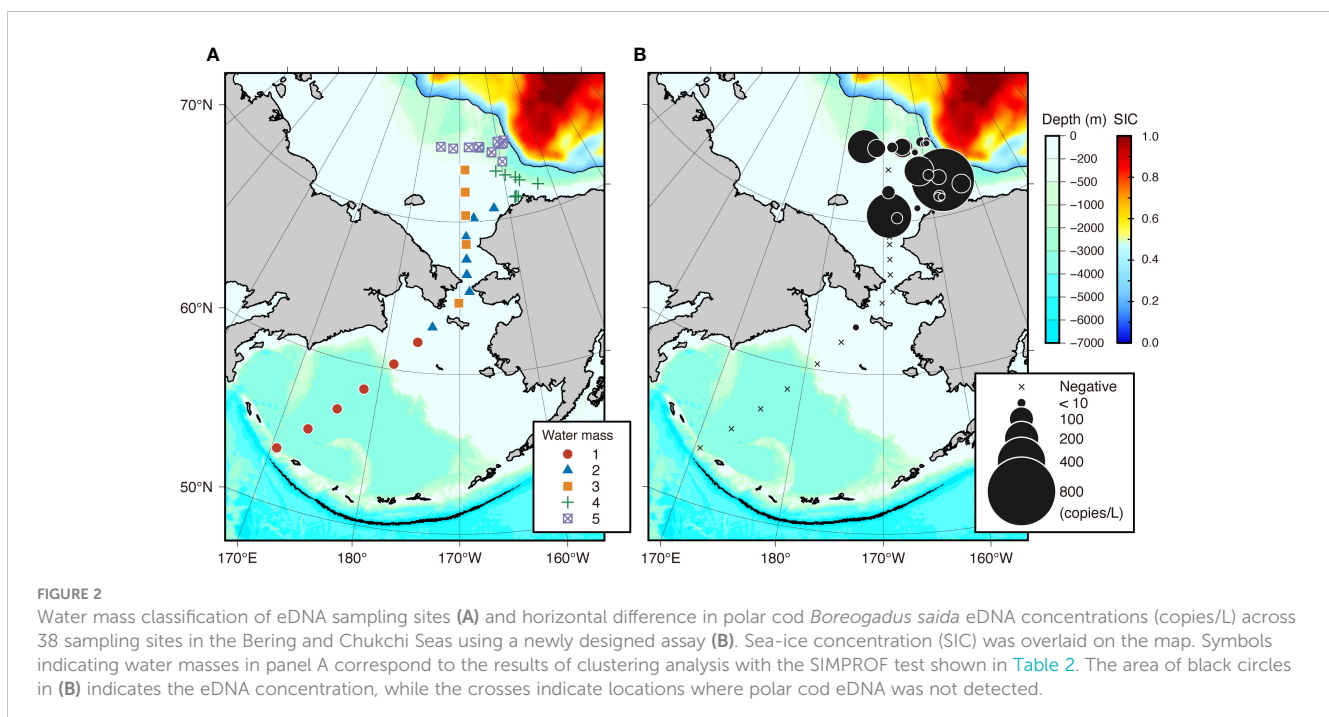 A
B
70°N
60°N
50°N
170°E
180°
170°W
160°W
Water mass
1
2
3
4
5
170°E
180°
170°W
160°W
Depth (m)
0
−500
−1000
−2000
−3000
−4000
−5000
−6000
−7000
SIC
1.0
0.8
0.6
0.4
0.2
0.0
Negative
< 10
100
200
400
800
(copies/L)
FIGURE 2
Water mass classification of eDNA sampling sites (A) and horizontal difference in polar cod Boreogadus saida eDNA concentrations (copies/L) across
38 sampling sites in the Bering and Chukchi Seas using a newly designed assay (B). Sea-ice concentration (SIC) was overlaid on the map. Symbols
indicating water masses in panel A correspond to the results of clustering analysis with the SIMPROF test shown in Table 2. The area of black circles
in (B) indicates the eDNA concentration, while the crosses indicate locations where polar cod eDNA was not detected.